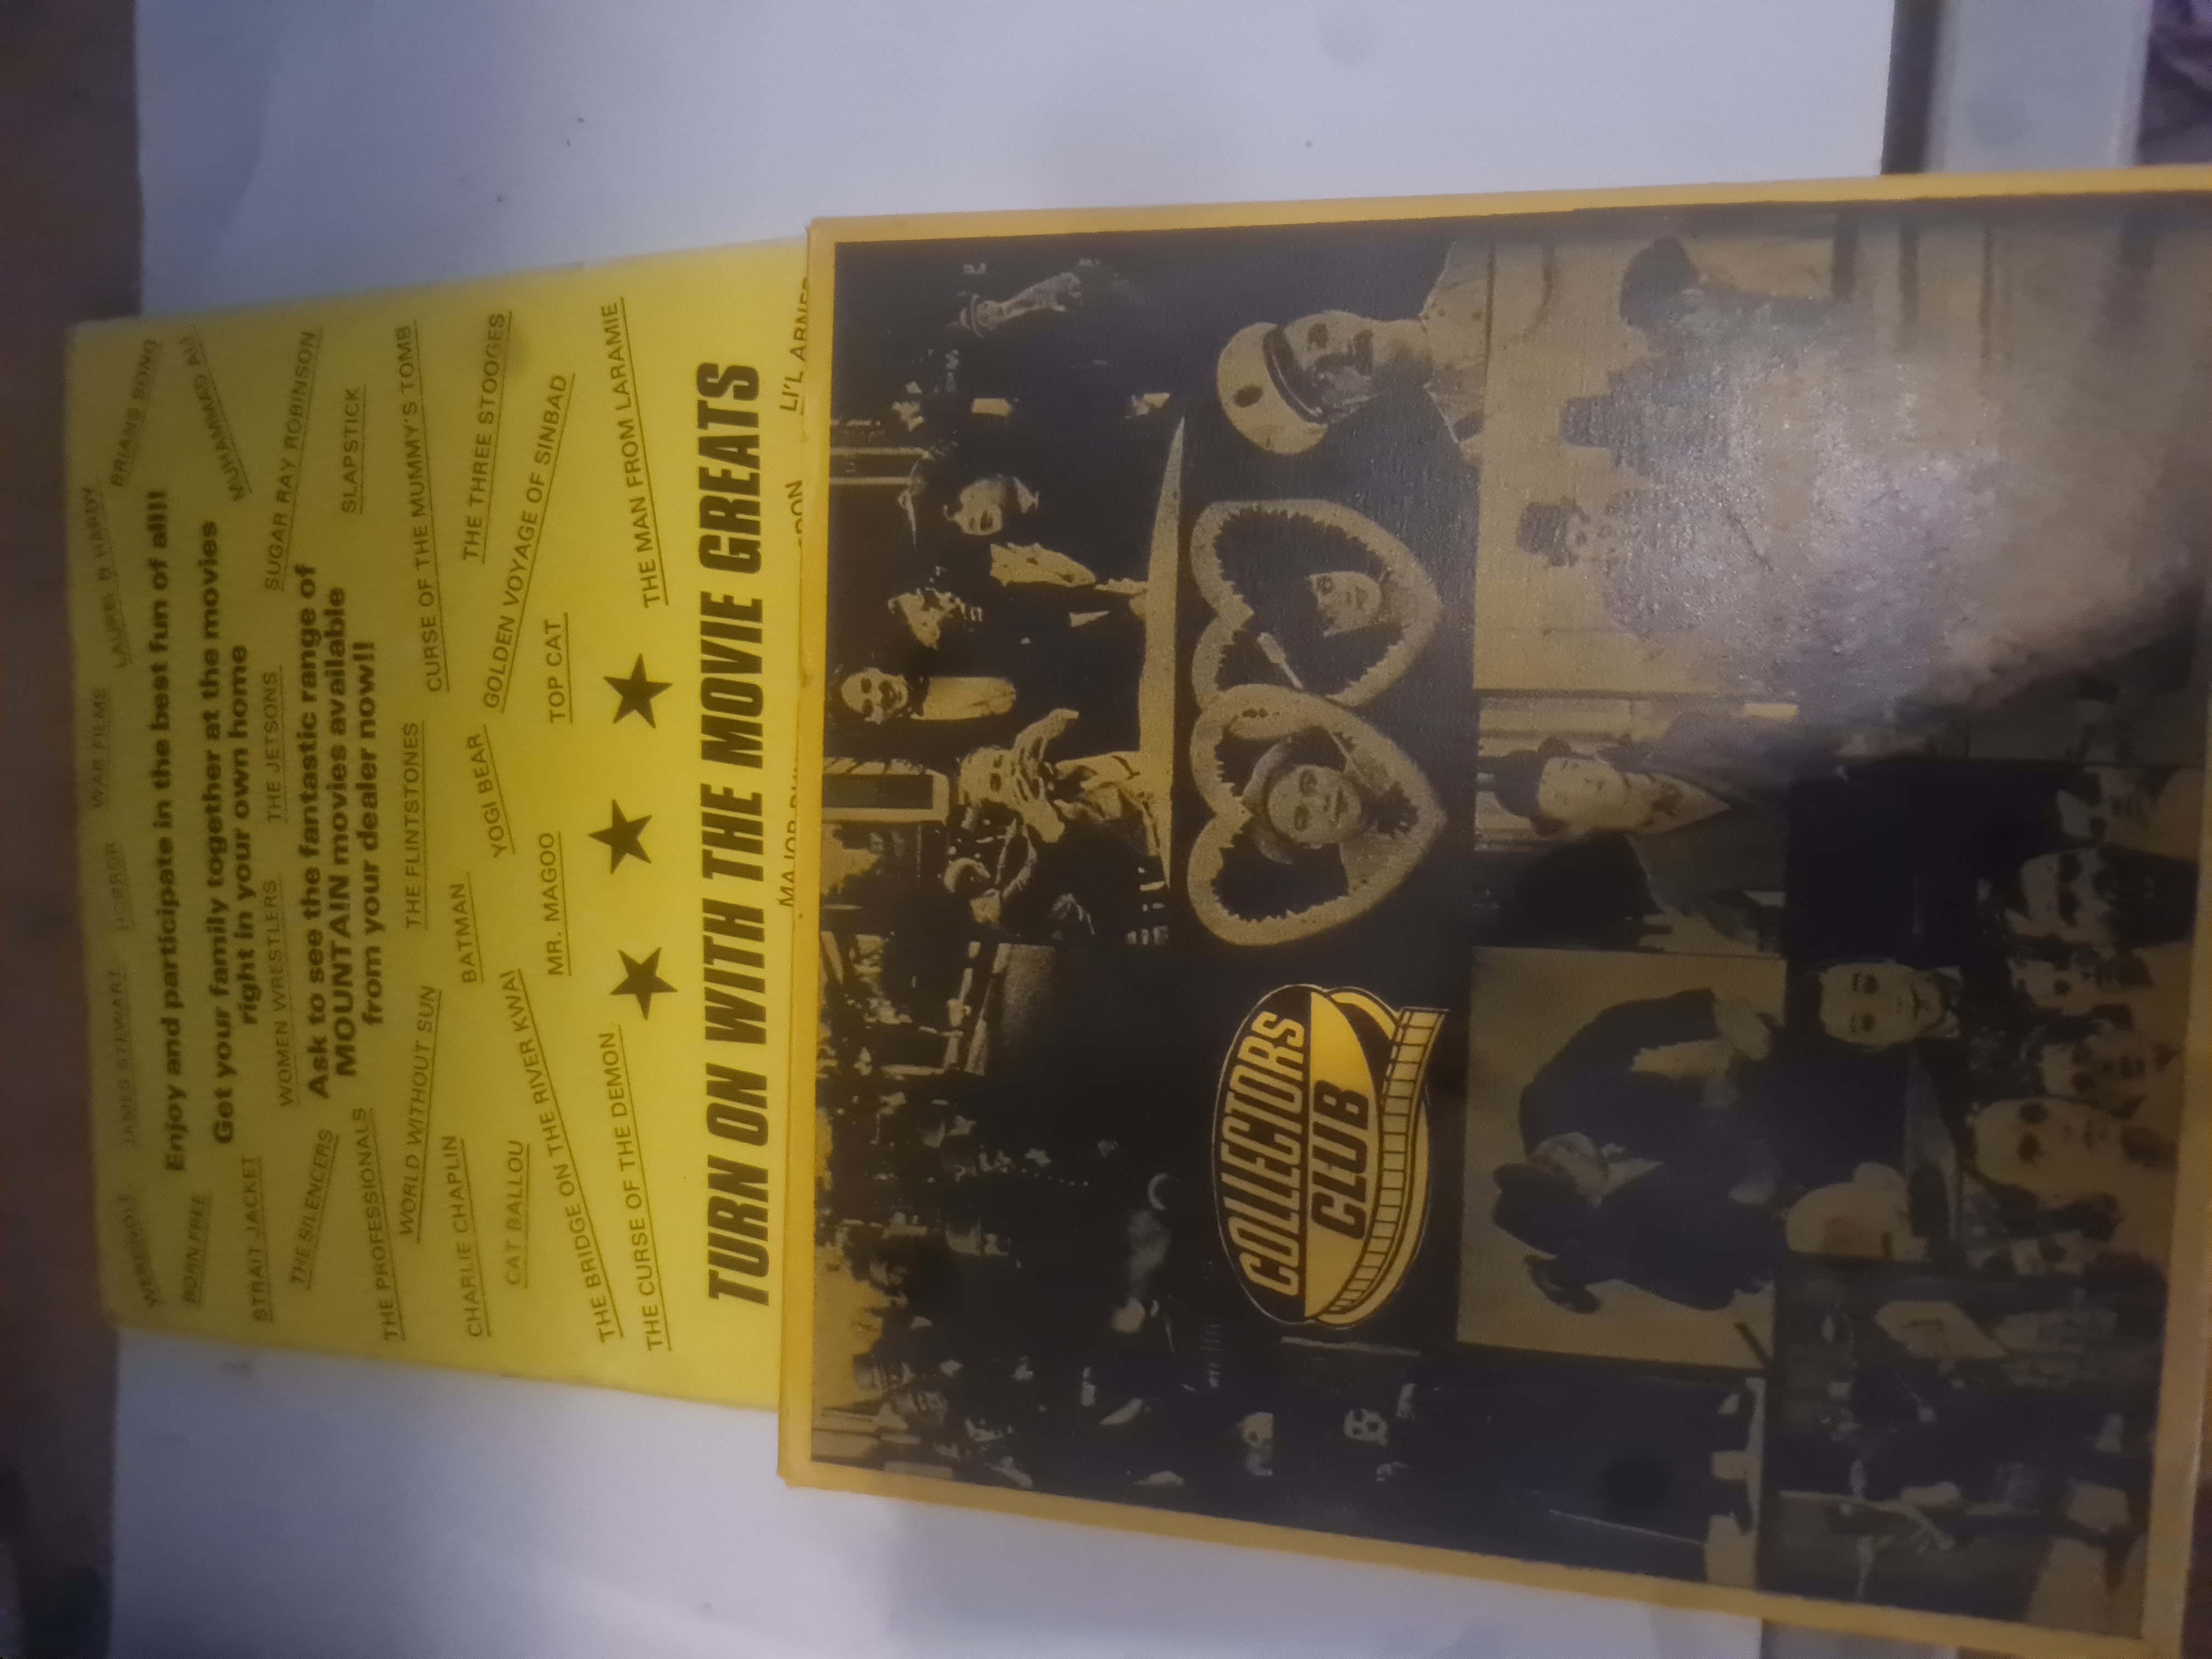 WEREWOLF
JAMES STEWART
HORROR
WAR FILMS
LAUREL & HARDY
BRIANS SONG
Enjoy and participate in the best fun of all!!
BORN FREE
Get your family together at the movies
MUHAMMAD ALI
right in your own home
STRAIT JACKET
WOMEN WRESTLERS
THE JETSONS
SUGAR RAY ROBINSON
Ask to see the fantastic range of
THE SILENCERS
MOUNTAIN movies available
SLAPSTICK
from your dealer now!!
THE PROFESSIONALS
WORLD WITHOUT SUN
THE FLINTSTONES
CURSE OF THE MUMMY'S TOMB
CHARLIE CHAPLIN
BATMAN
YOGI BEAR
THE THREE STOOGES
CAT BALLOU
GOLDEN VOYAGE OF SINBAD
THE BRIDGE ON THE RIVER KWAI
MR. MAGOO
TOP CAT
THE CURSE OF THE DEMON
THE MAN FROM LARAMIE
TURN ON WITH THE MOVIE GREATS
LI'L ABNER
COLLECTORS
CLUB